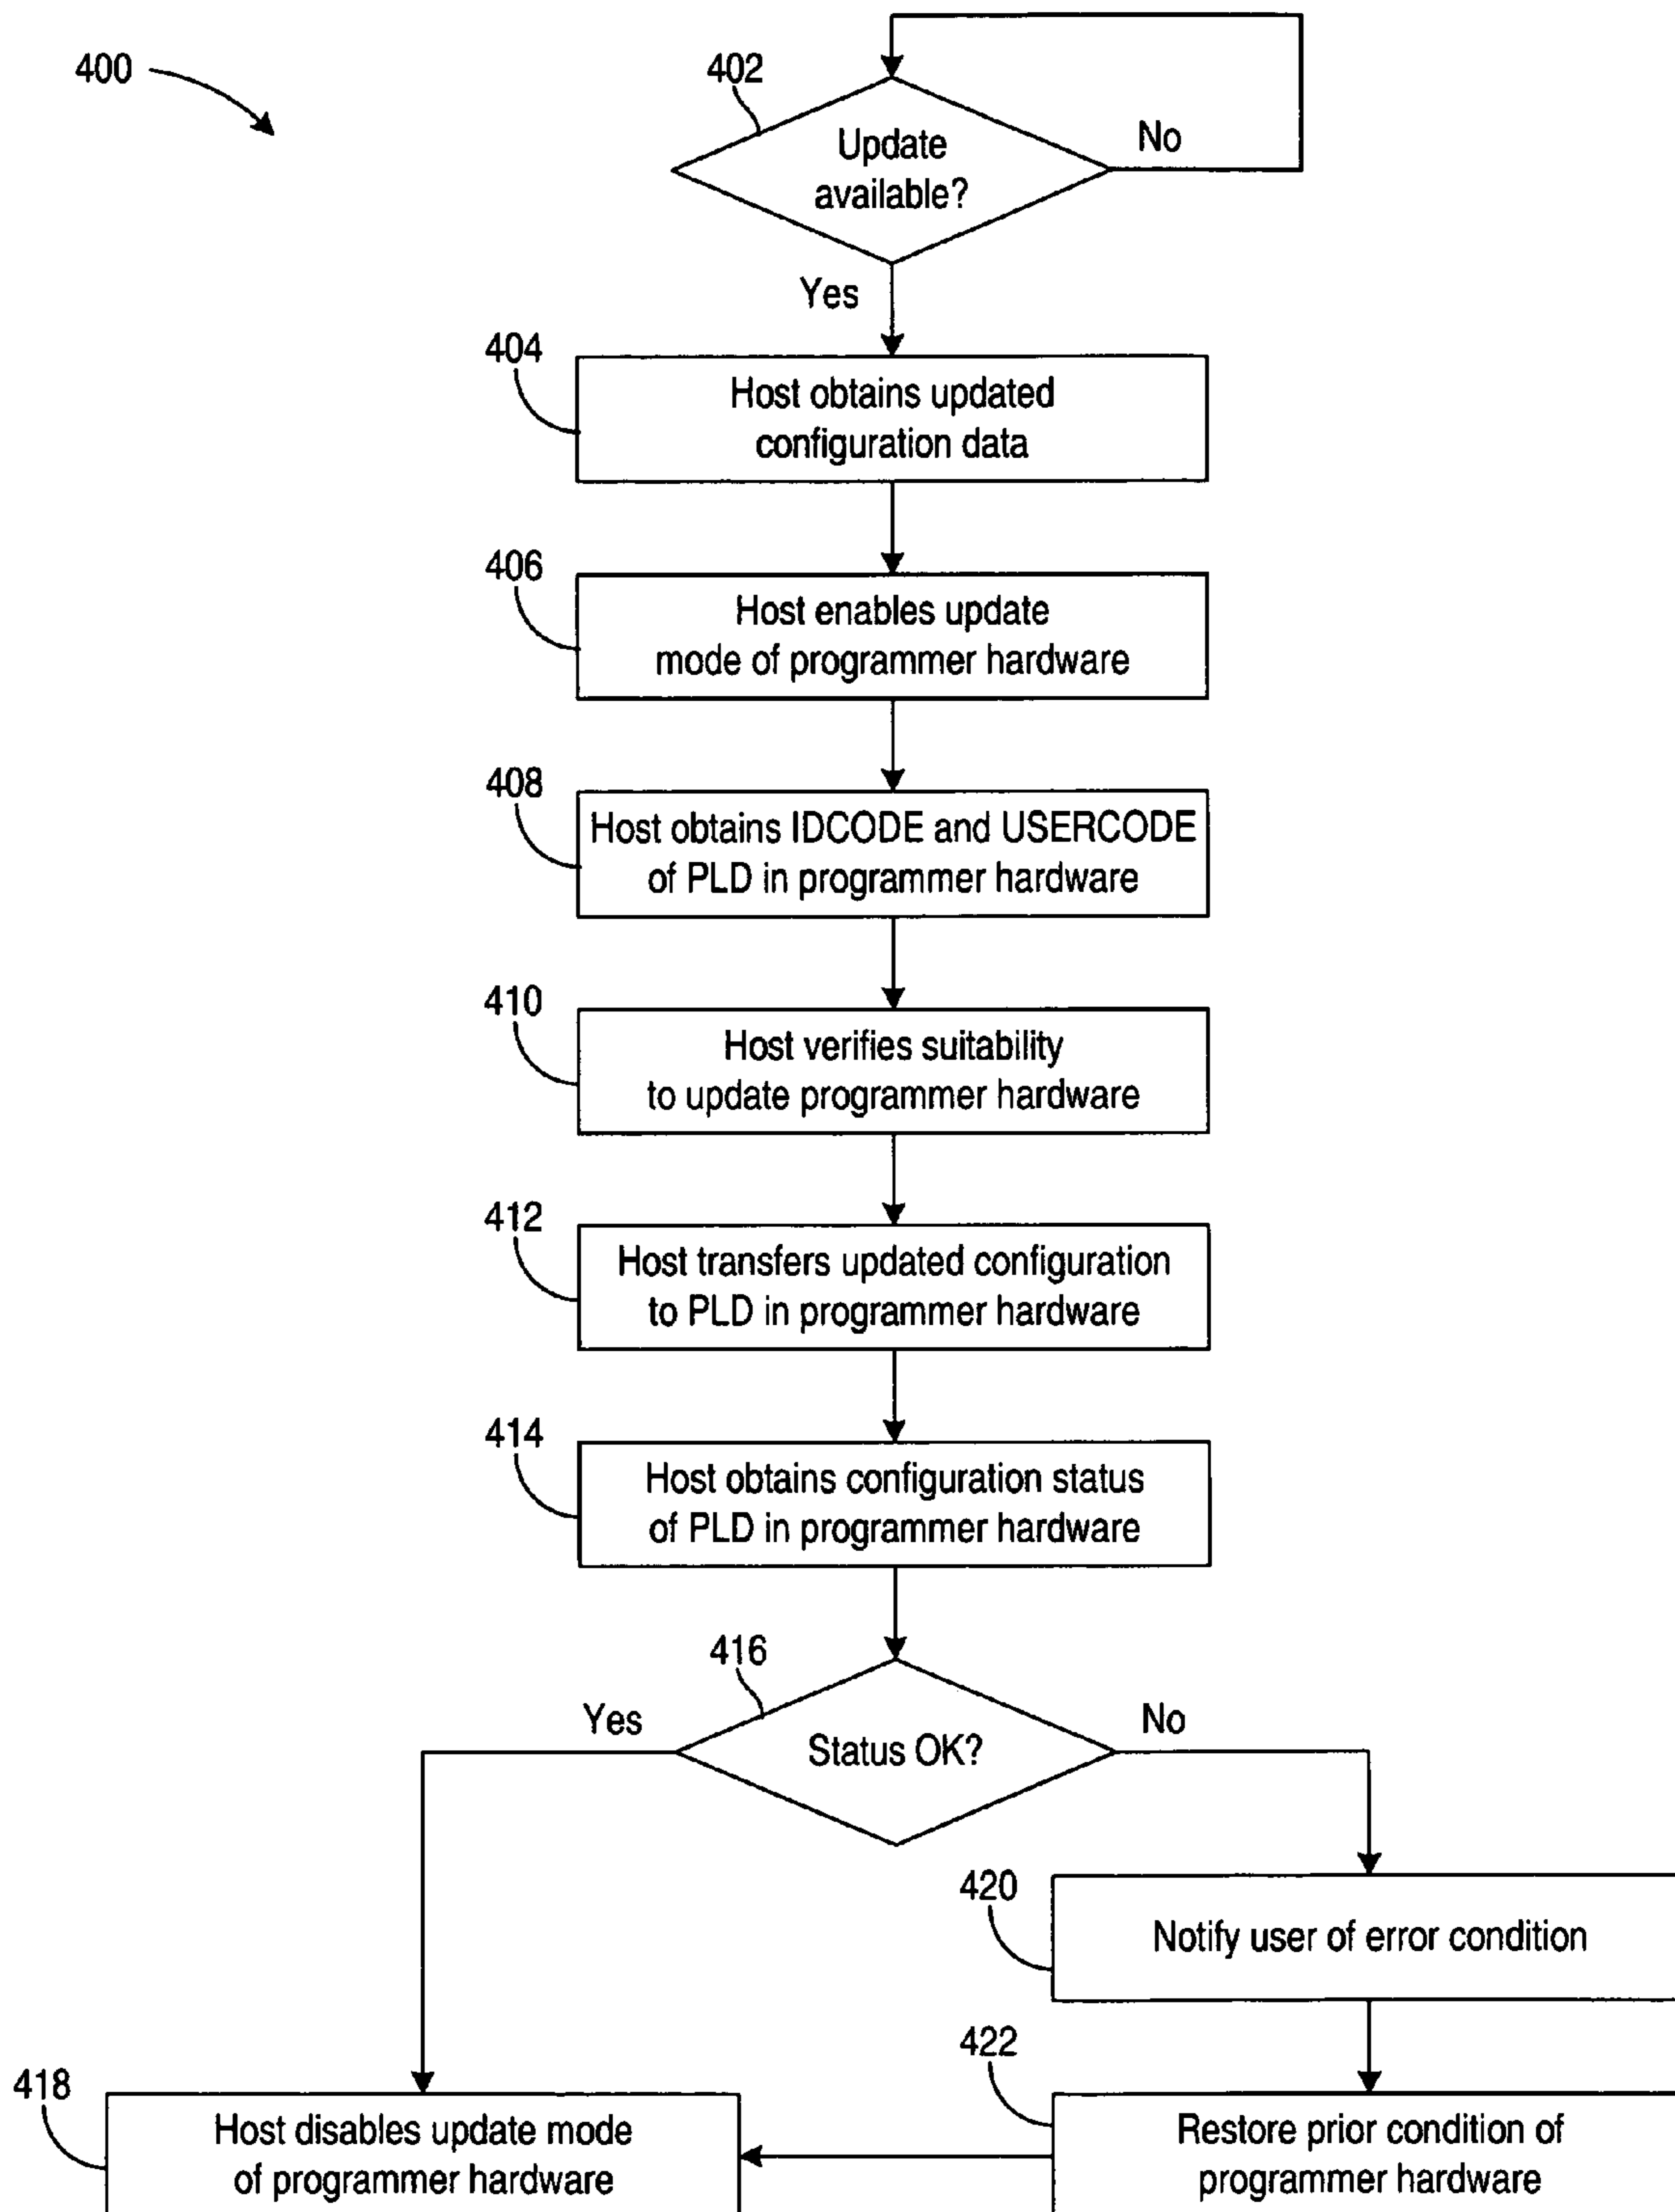 400
402
Update
available?
No
Yes
404
Host obtains updated
configuration data
406
Host enables update
mode of programmer hardware
408
Host obtains IDCODE and USERCODE
of PLD in programmer hardware
410
Host verifies suitability
to update programmer hardware
412
Host transfers updated configuration
to PLD in programmer hardware
414
Host obtains configuration status
of PLD in programmer hardware
416
Yes
Status OK?
No
420
Notify user of error condition
422
Restore prior condition of
programmer hardware
418
Host disables update mode
of programmer hardware